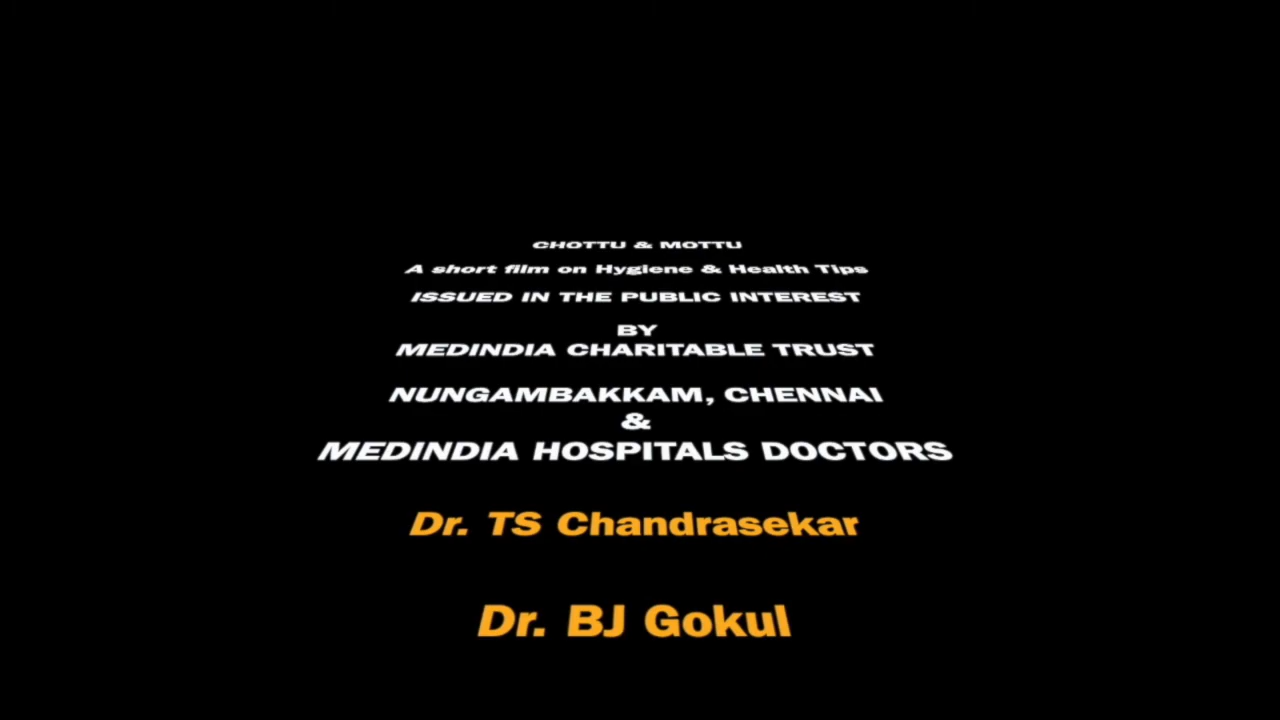 CHOTTU & MOTTU
A short film on Hygiene & Health Tips
ISSUED IN THE PUBLIC INTEREST
BY
MEDINDIA CHARITABLE TRUST
NUNGAMBAKKAM, CHENNAI
&
MEDINDIA HOSPITALS DOCTORS
Dr. TS Chandrasekar
Dr. BJ Gokul